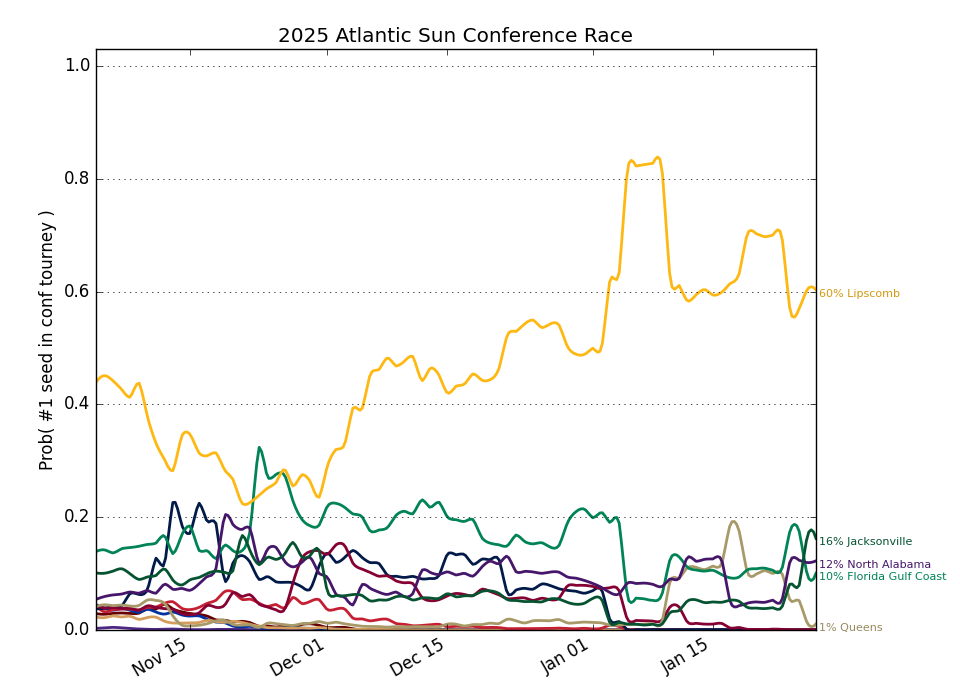 2025 Atlantic Sun Conference Race
Prob( #1 seed in conf tourney )
1.0
0.8
0.6
0.4
0.2
0.0
60% Lipscomb
16% Jacksonville
12% North Alabama
10% Florida Gulf Coast
1% Queens
Nov 15
Dec 01
Dec 15
Jan 01
Jan 15